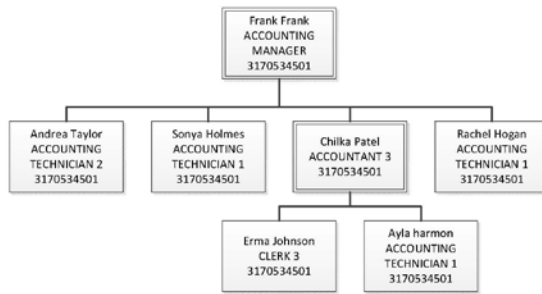 Frank Frank
ACCOUNTING
MANAGER
3170534501
Andrea Taylor
ACCOUNTING
TECHNICIAN 2
3170534501
Sonya Holmes
ACCOUNTING
TECHNICIAN 1
3170534501
Chilka Patel
ACCOUNTANT 3
3170534501
Rachel Hogan
ACCOUNTING
TECHNICIAN 1
3170534501
Erma Johnson
CLERK 3
3170534501
Ayla harmon
ACCOUNTING
TECHNICIAN 1
3170534501